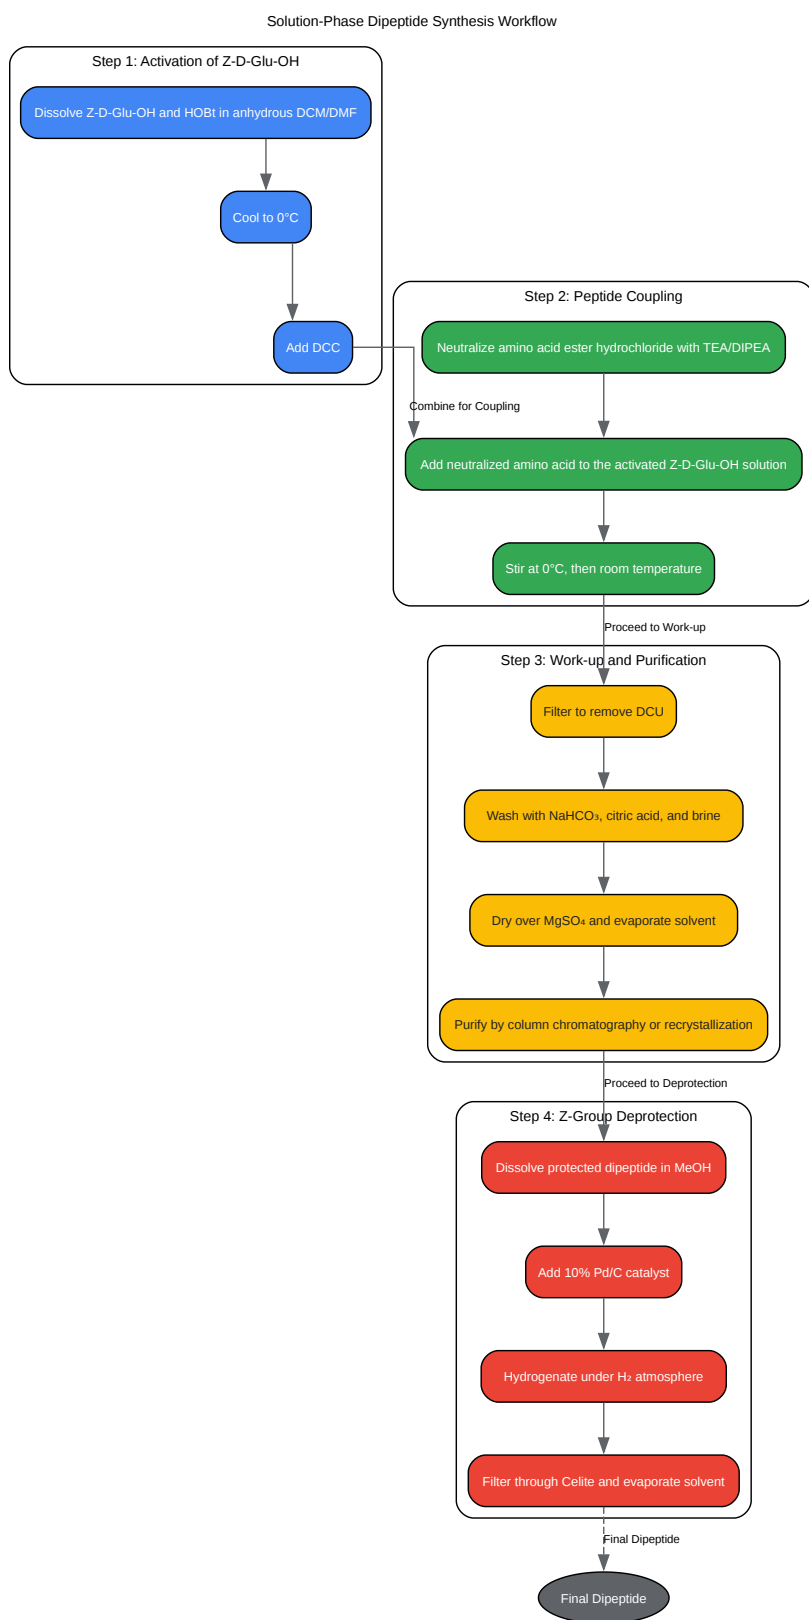 Solution-Phase Dipeptide Synthesis Workflow
Step 1: Activation of Z-D-Glu-OH
Dissolve Z-D-Glu-OH and HOBt in anhydrous DCM/DMF
Cool to 0°C
Add DCC
Step 2: Peptide Coupling
Neutralize amino acid ester hydrochloride with TEA/DIPEA
Combine for Coupling
Add neutralized amino acid to the activated Z-D-Glu-OH solution
Stir at 0°C, then room temperature
Proceed to Work-up
Step 3: Work-up and Purification
Filter to remove DCU
Wash with NaHCO₃, citric acid, and brine
Dry over MgSO₄ and evaporate solvent
Purify by column chromatography or recrystallization
Proceed to Deprotection
Step 4: Z-Group Deprotection
Dissolve protected dipeptide in MeOH
Add 10% Pd/C catalyst
Hydrogenate under H₂ atmosphere
Filter through Celite and evaporate solvent
Final Dipeptide
Final Dipeptide